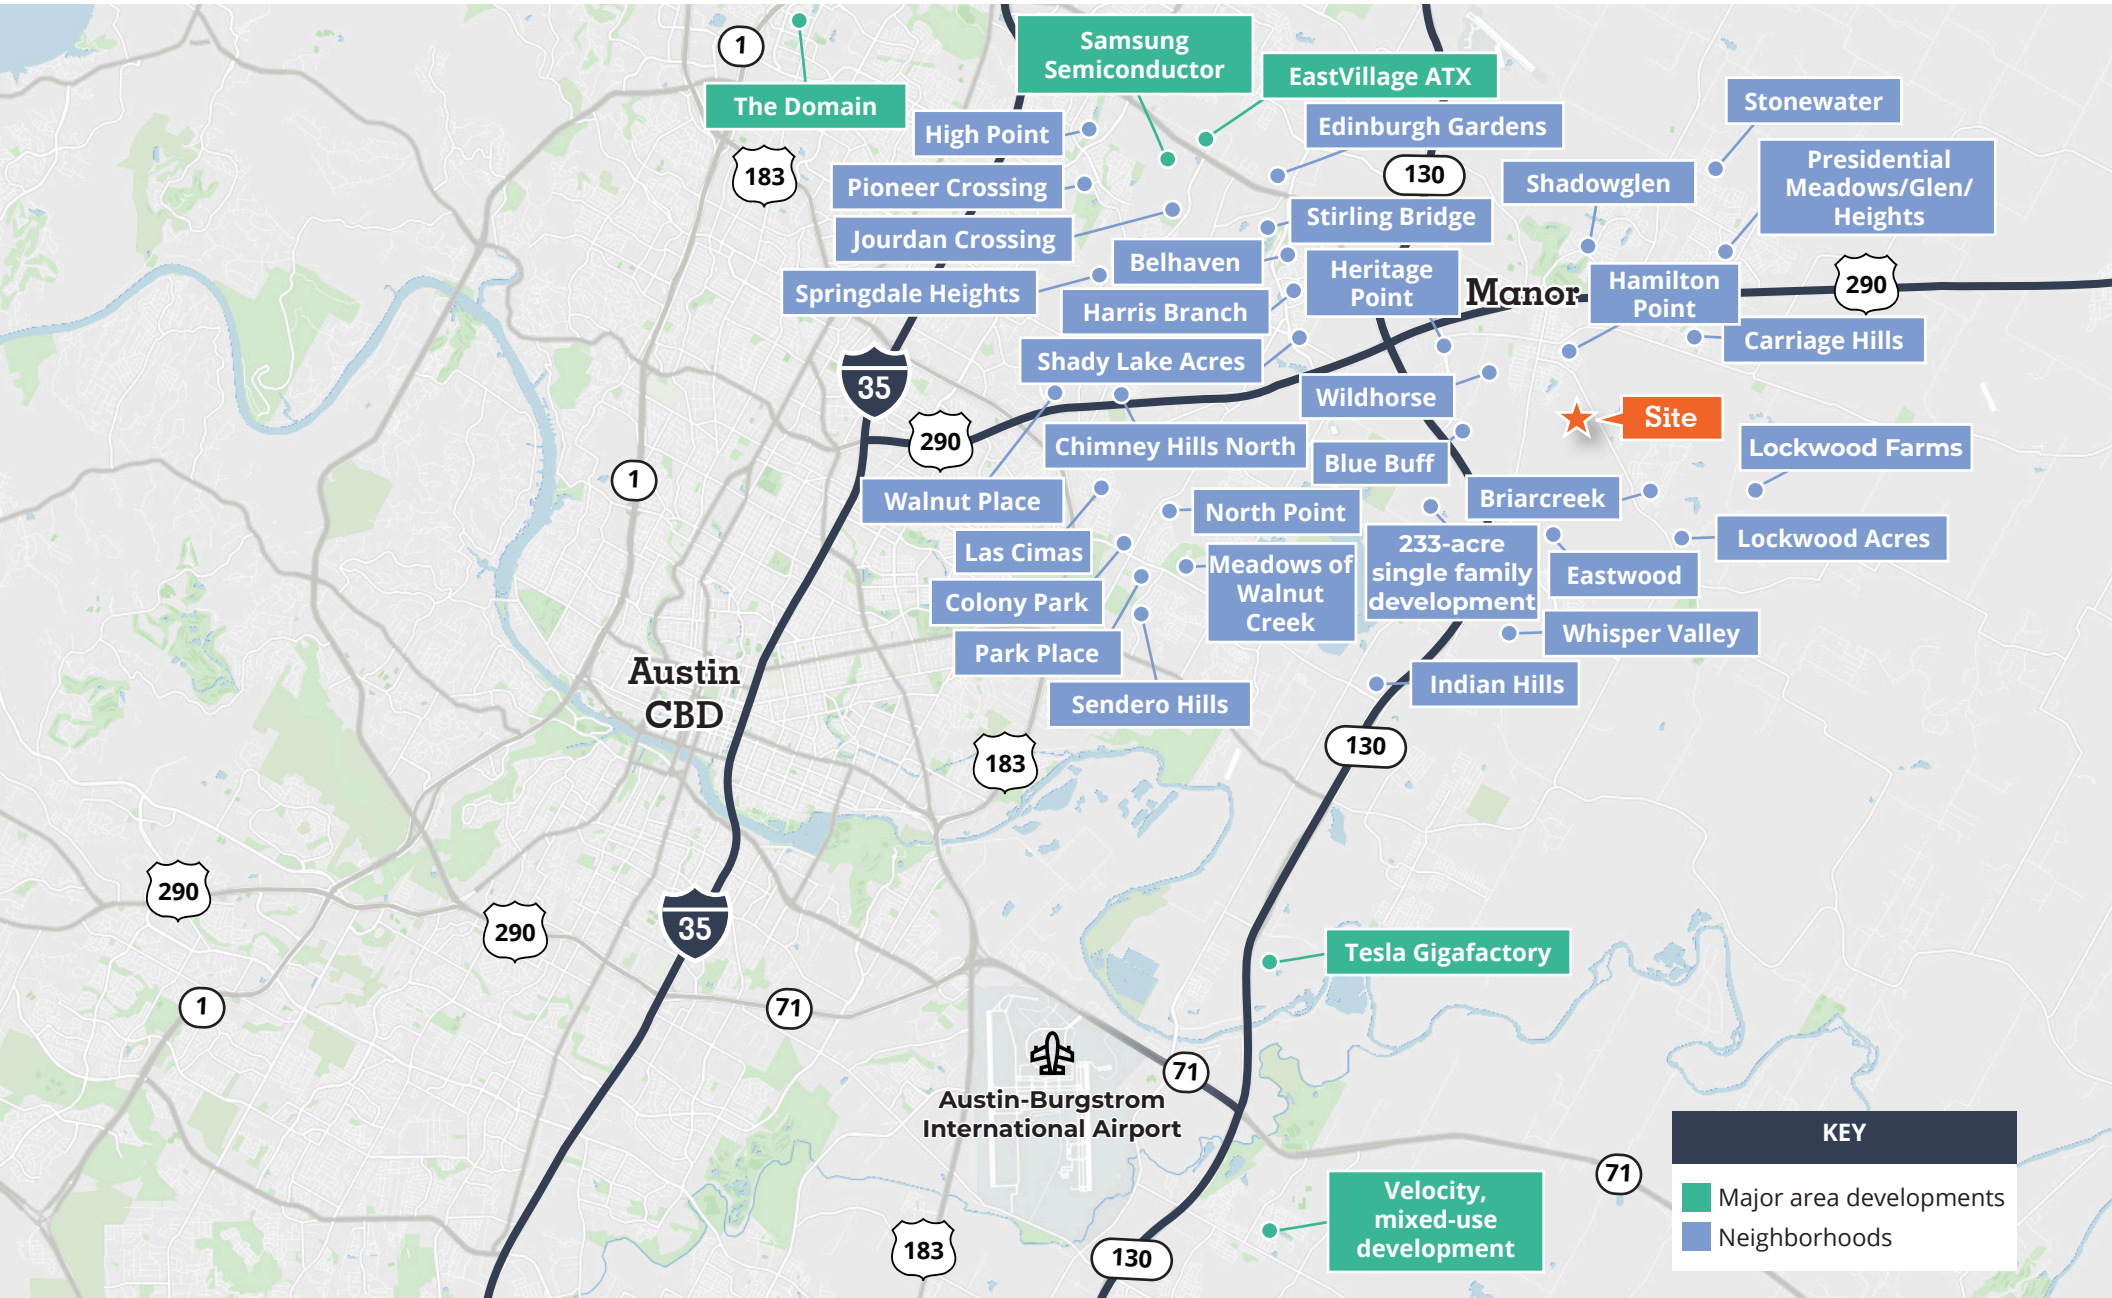 1
Samsung
Semiconductor
EastVillage ATX
The Domain
Stonewater
High Point
Edinburgh Gardens
183
130
Presidential
Meadows/Glen/
Heights
Pioneer Crossing
Shadowglen
Stirling Bridge
Jourdan Crossing
Belhaven
Heritage
Point
Manor
Hamilton
Point
290
Springdale Heights
Harris Branch
Carriage Hills
Shady Lake Acres
35
Wildhorse
Site
290
Chimney Hills North
Lockwood Farms
Blue Buff
1
Walnut Place
North Point
Briarcreek
Las Cimas
233-acre
single family
development
Lockwood Acres
Meadows of
Walnut
Creek
Eastwood
Colony Park
Whisper Valley
Park Place
Austin
CBD
Indian Hills
Sendero Hills
130
183
290
290
35
Tesla Gigafactory
1
71
71
Austin-Burgstrom
International Airport
KEY
Major area developments
Neighborhoods
71
Velocity,
mixed-use
development
183
130